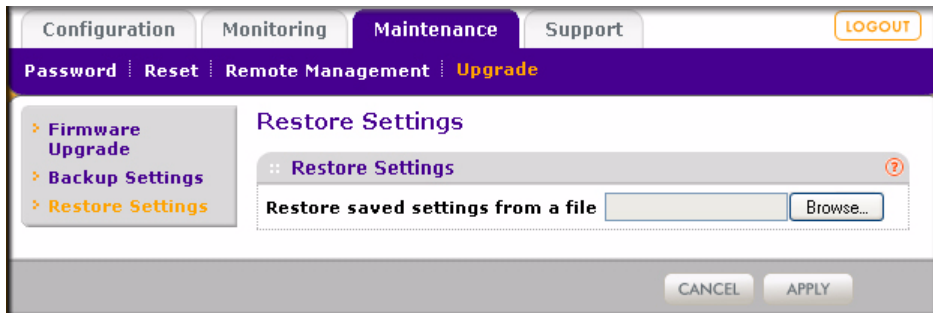 Configuration Monitoring Maintenance Support LOGOUT
Password Reset Remote Management Upgrade
Firmware
Upgrade
Backup Settings
Restore Settings
Restore Settings
Restore Settings ?
Restore saved settings from a file Browse...
CANCEL APPLY